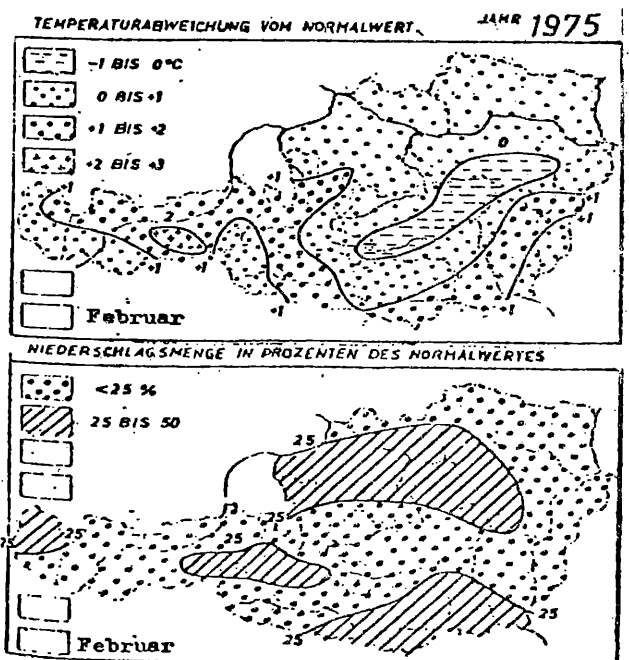 TEMPERATURABWEICHUNG VOM NORMALWERT JAHR 1975
-1 BIS 0°C
0 BIS +1
+1 BIS +2
+2 BIS +3
0
+1
+1
2
+1
+1
+1
+1
+1
+1
Februar
NIEDERSCHLAGSMENGE IN PROZENTEN DES NORMALWERTES
<25 %
25 BIS 50
25
25
25
25
25
25
25
Februar